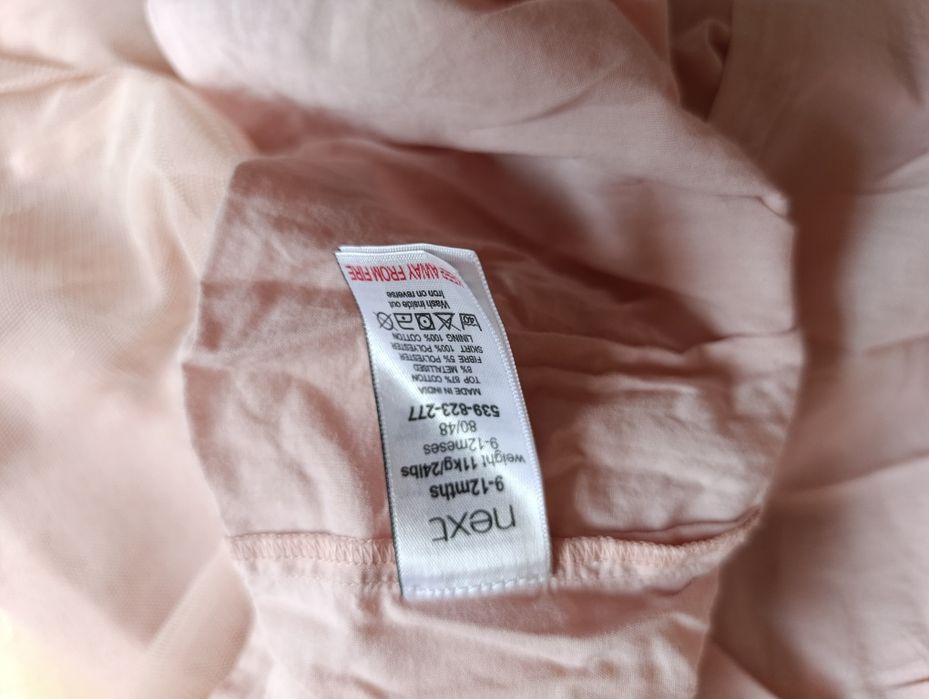 next
9-12mths
weight 11kg/24lbs
9-12meses
80/48
539-823-277
MADE IN INDIA
TOP 87% COTTON
8% METALLISED
FIBRE 5% POLYESTER
SKIRT 100% POLYESTER
LINING 100% COTTON
40
Wash inside out
Iron on reverse
KEEP AWAY FROM FIRE